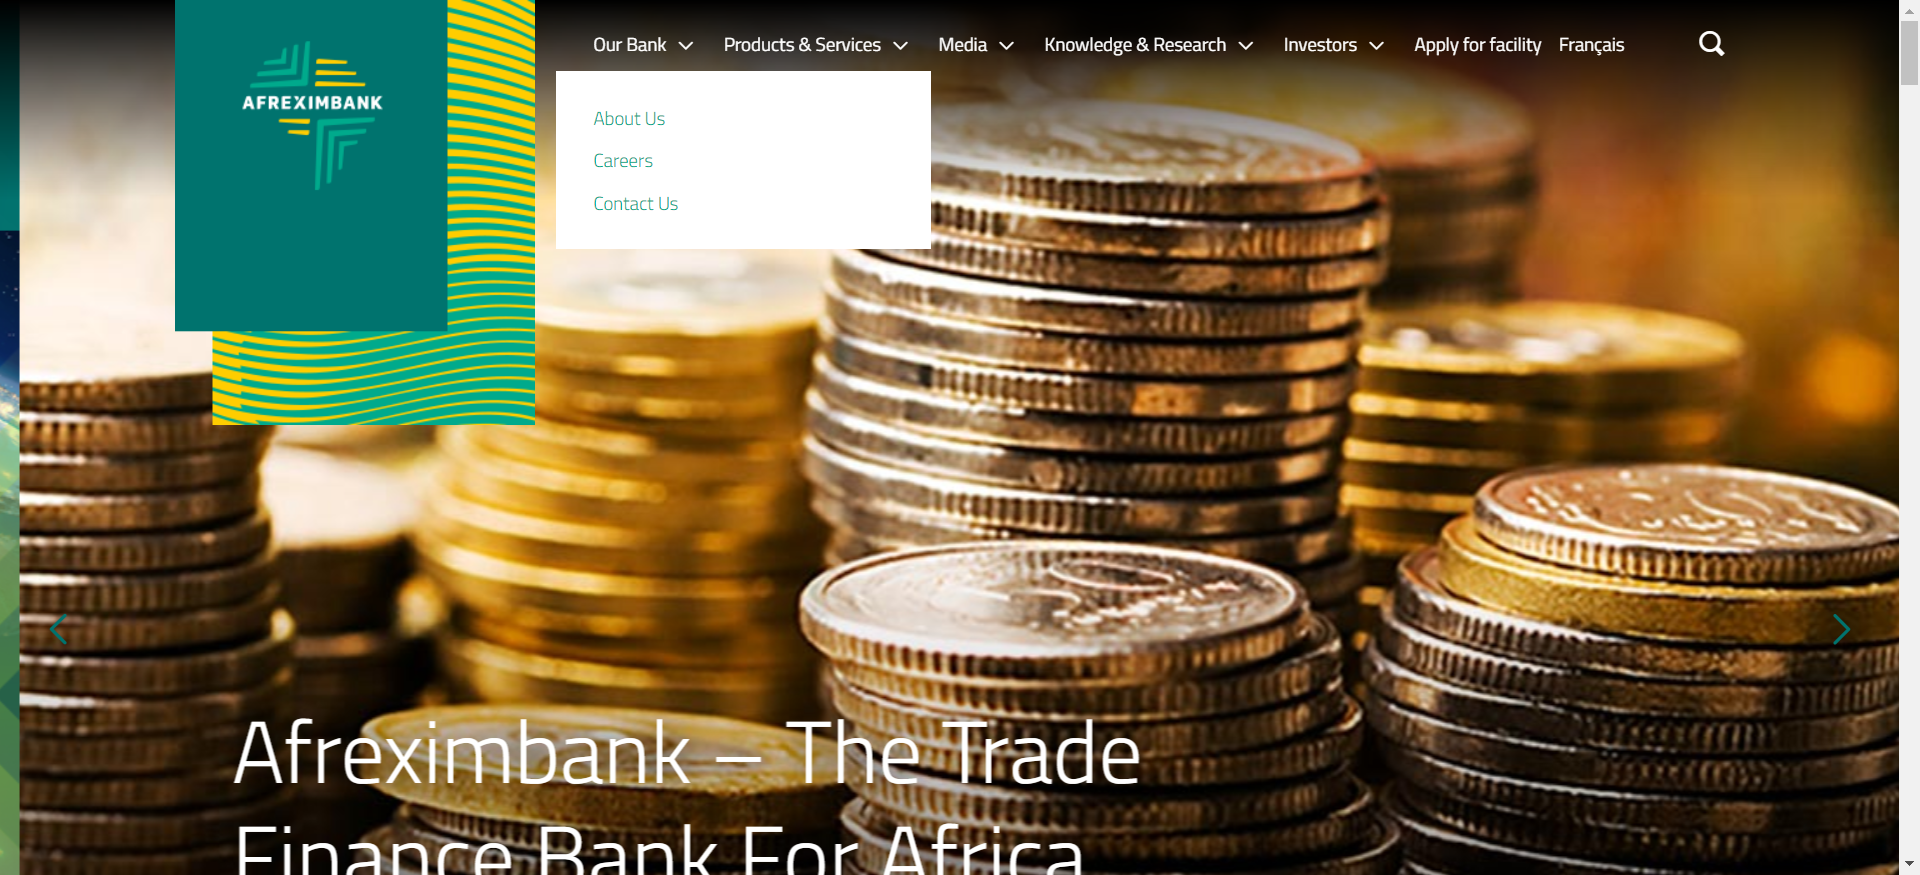 AFREXIMBANK
Our Bank
Products & Services
Media
Knowledge & Research
Investors
Apply for facility
Français
About Us
Careers
Contact Us
Afreximbank – The Trade
Finance Bank For Africa